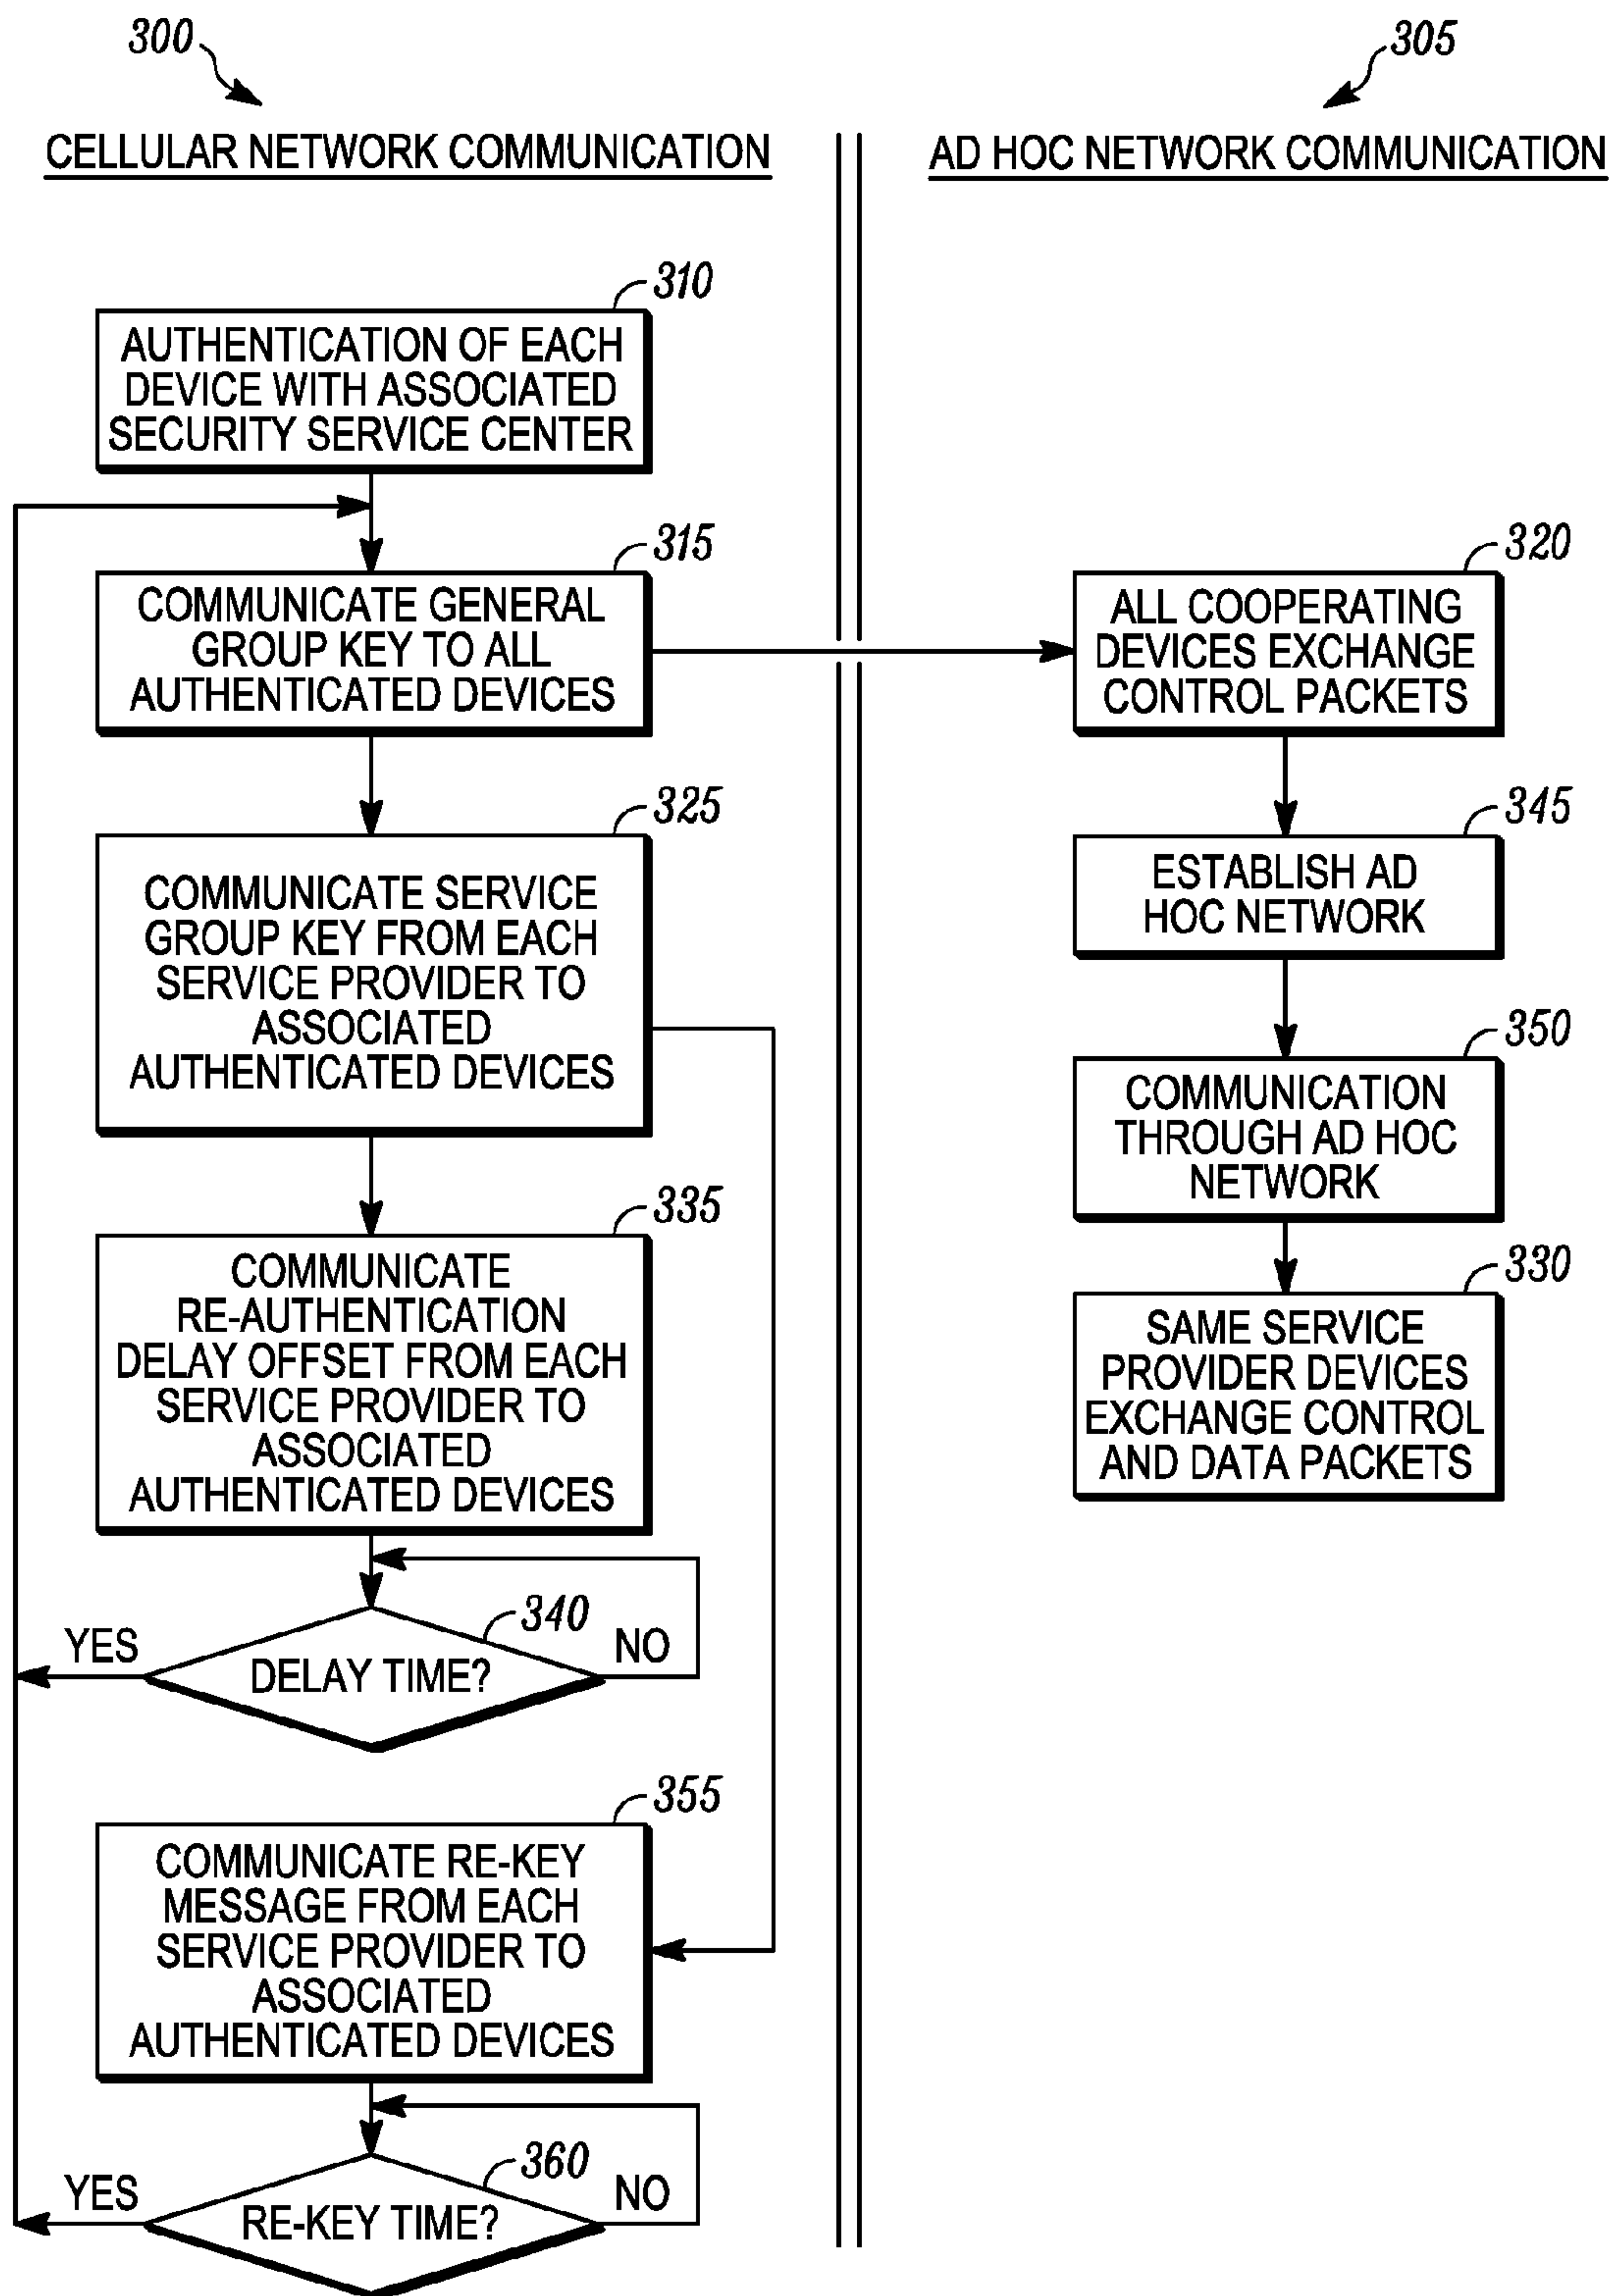 300
305
CELLULAR NETWORK COMMUNICATION
AD HOC NETWORK COMMUNICATION
310
AUTHENTICATION OF EACH
DEVICE WITH ASSOCIATED
SECURITY SERVICE CENTER
315
COMMUNICATE GENERAL
GROUP KEY TO ALL
AUTHENTICATED DEVICES
320
ALL COOPERATING
DEVICES EXCHANGE
CONTROL PACKETS
325
COMMUNICATE SERVICE
GROUP KEY FROM EACH
SERVICE PROVIDER TO
ASSOCIATED
AUTHENTICATED DEVICES
345
ESTABLISH AD
HOC NETWORK
350
COMMUNICATION
THROUGH AD HOC
NETWORK
335
COMMUNICATE
RE-AUTHENTICATION
DELAY OFFSET FROM EACH
SERVICE PROVIDER TO
ASSOCIATED
AUTHENTICATED DEVICES
330
SAME SERVICE
PROVIDER DEVICES
EXCHANGE CONTROL
AND DATA PACKETS
340
YES
NO
DELAY TIME?
355
COMMUNICATE RE-KEY
MESSAGE FROM EACH
SERVICE PROVIDER TO
ASSOCIATED
AUTHENTICATED DEVICES
360
YES
NO
RE-KEY TIME?